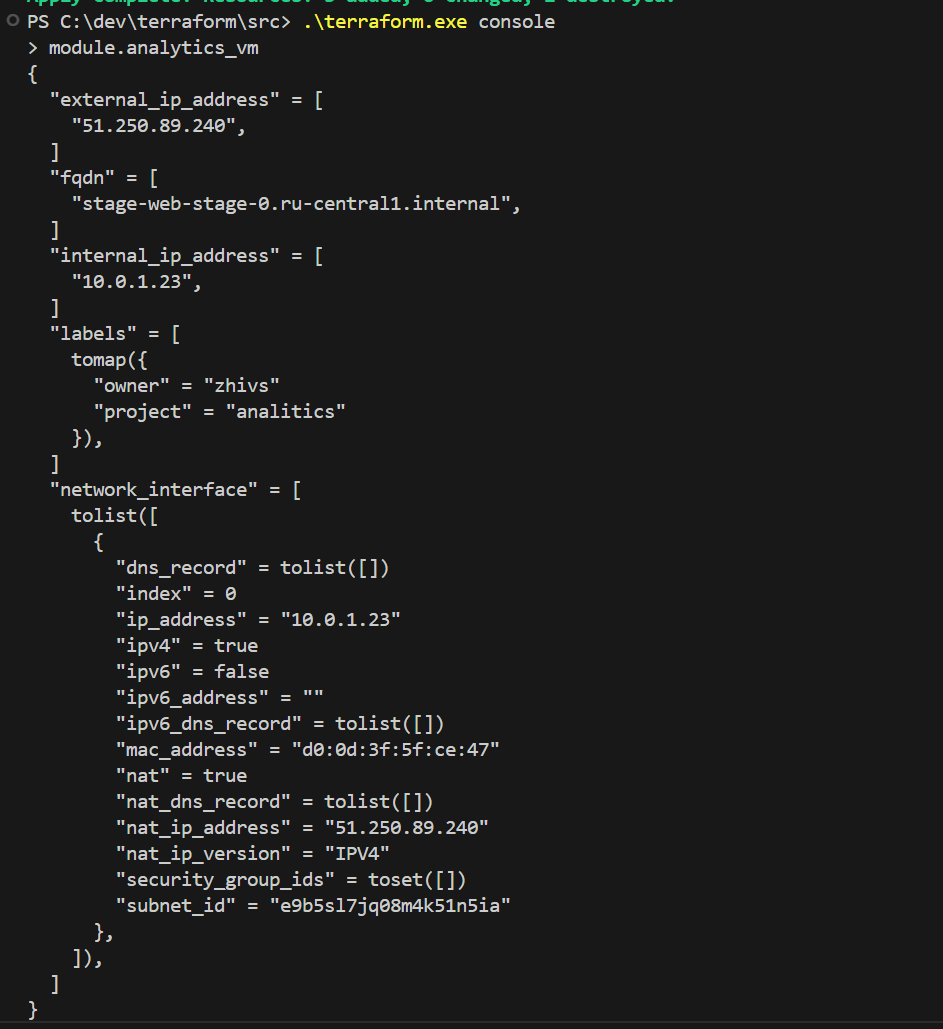 PS C:\dev\terraform\src> .\terraform.exe console
> module.analytics_vm
{
  "external_ip_address" = [
    "51.250.89.240",
  ]
  "fqdn" = [
    "stage-web-stage-0.ru-central1.internal",
  ]
  "internal_ip_address" = [
    "10.0.1.23",
  ]
  "labels" = [
    tomap({
      "owner" = "zhivs"
      "project" = "analitics"
    }),
  ]
  "network_interface" = [
    tolist([
      {
        "dns_record" = tolist([])
        "index" = 0
        "ip_address" = "10.0.1.23"
        "ipv4" = true
        "ipv6" = false
        "ipv6_address" = ""
        "ipv6_dns_record" = tolist([])
        "mac_address" = "d0:0d:3f:5f:ce:47"
        "nat" = true
        "nat_dns_record" = tolist([])
        "nat_ip_address" = "51.250.89.240"
        "nat_ip_version" = "IPV4"
        "security_group_ids" = toset([])
        "subnet_id" = "e9b5sl7jq08m4k51n5ia"
      },
    ]),
  ]
}